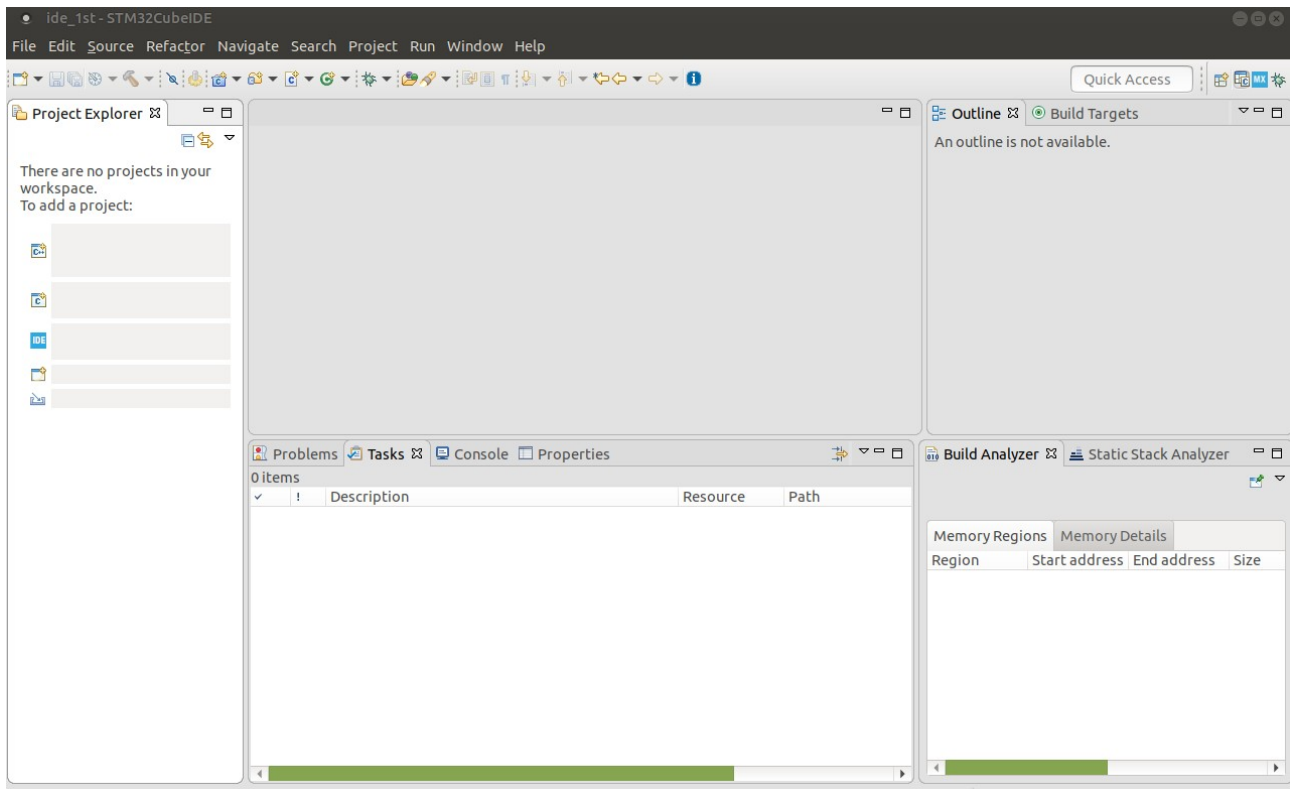 ide_1st - STM32CubeIDE
File Edit Source Refactor Navigate Search Project Run Window Help
Quick Access
MX
Project Explorer
There are no projects in your
workspace.
To add a project:
C++
C
IDE
Outline Build Targets
An outline is not available.
Problems Tasks Console Properties
0 items
! Description Resource Path
Build Analyzer Static Stack Analyzer
Memory Regions Memory Details
Region Start address End address Size